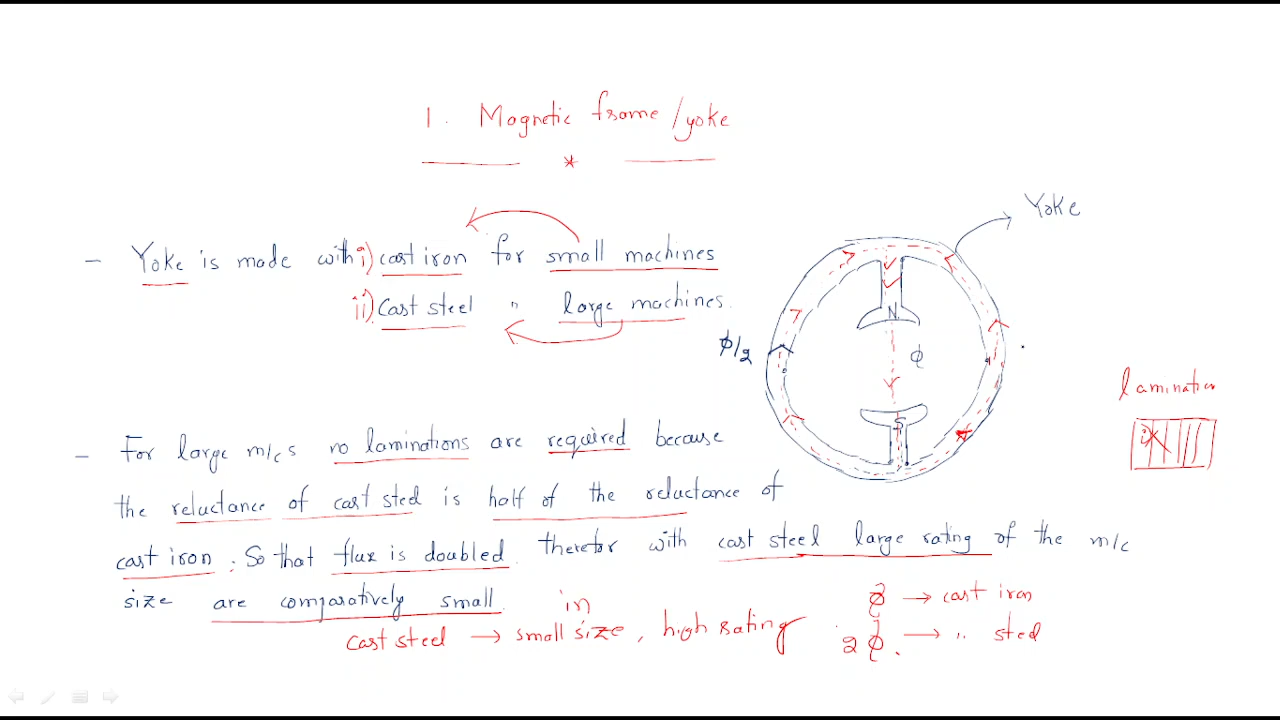 1. Magnetic frame/yoke
*
- Yoke is made with i) cast iron for small machines
ii) Cast steel " large machines.
Yoke
N
φ
φ/2
S
lamination
- For large m/cs no laminations are required because
the reluctance of cast steel is half of the reluctance of
cast iron. So that flux is doubled. therefor with cast steel large rating of the m/c
size are comparatively small.
in
cast steel → small size, high rating
φ → cast iron
2φ. → " steel